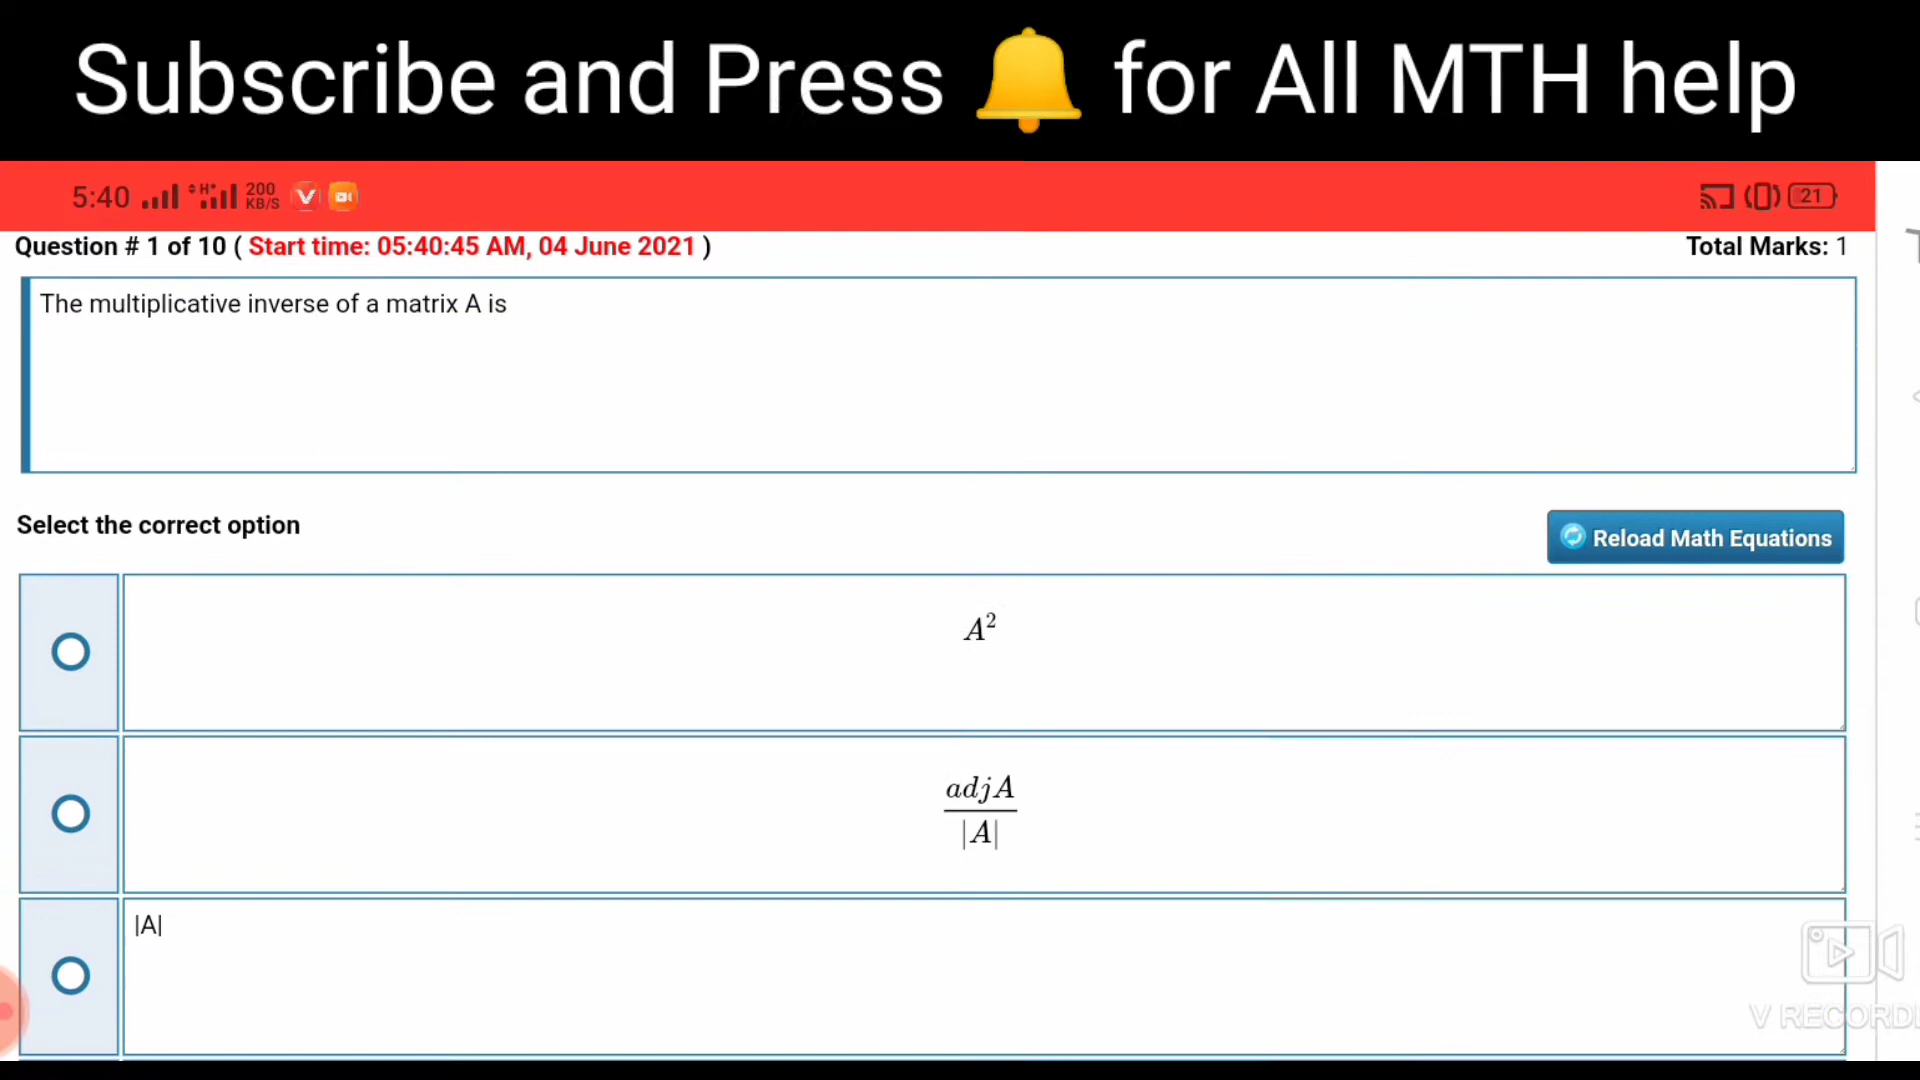 Subscribe and Press 🔔 for All MTH help
5:40 H+ 200 KB/S 21
Question # 1 of 10 ( Start time: 05:40:45 AM, 04 June 2021 ) Total Marks: 1
The multiplicative inverse of a matrix A is
Select the correct option
Reload Math Equations
A²
adjA
|A|
|A|
V RECORD